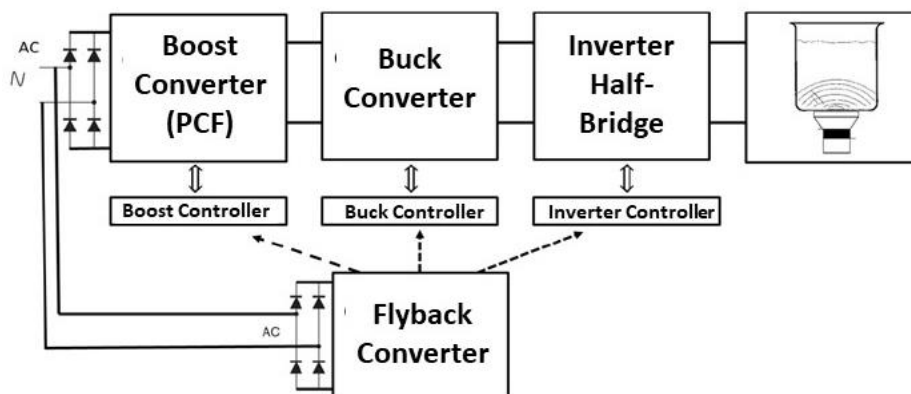 AC
N
Boost
Converter
(PCF)
Buck
Converter
Inverter
Half-
Bridge
Boost Controller
Buck Controller
Inverter Controller
AC
Flyback
Converter